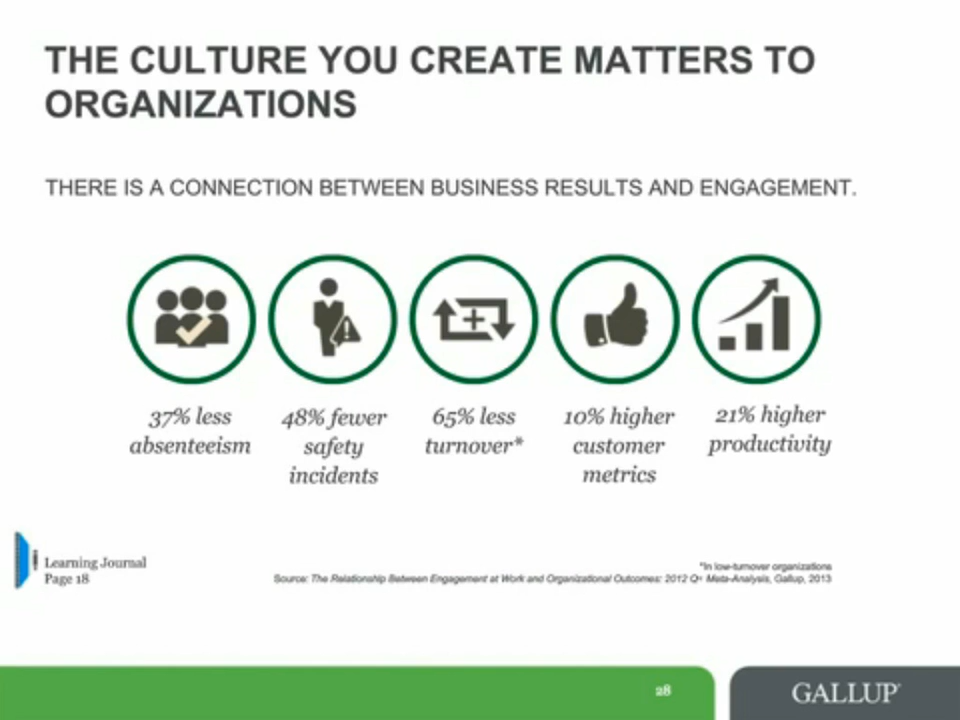 THE CULTURE YOU CREATE MATTERS TO
ORGANIZATIONS
THERE IS A CONNECTION BETWEEN BUSINESS RESULTS AND ENGAGEMENT.
37% less
absenteeism
48% fewer
safety
incidents
65% less
turnover*
10% higher
customer
metrics
21% higher
productivity
Learning Journal
Page 18
*In low-turnover organizations
Source: The Relationship Between Engagement at Work and Organizational Outcomes: 2012 Q¹² Meta-Analysis, Gallup, 2013
28
GALLUP®